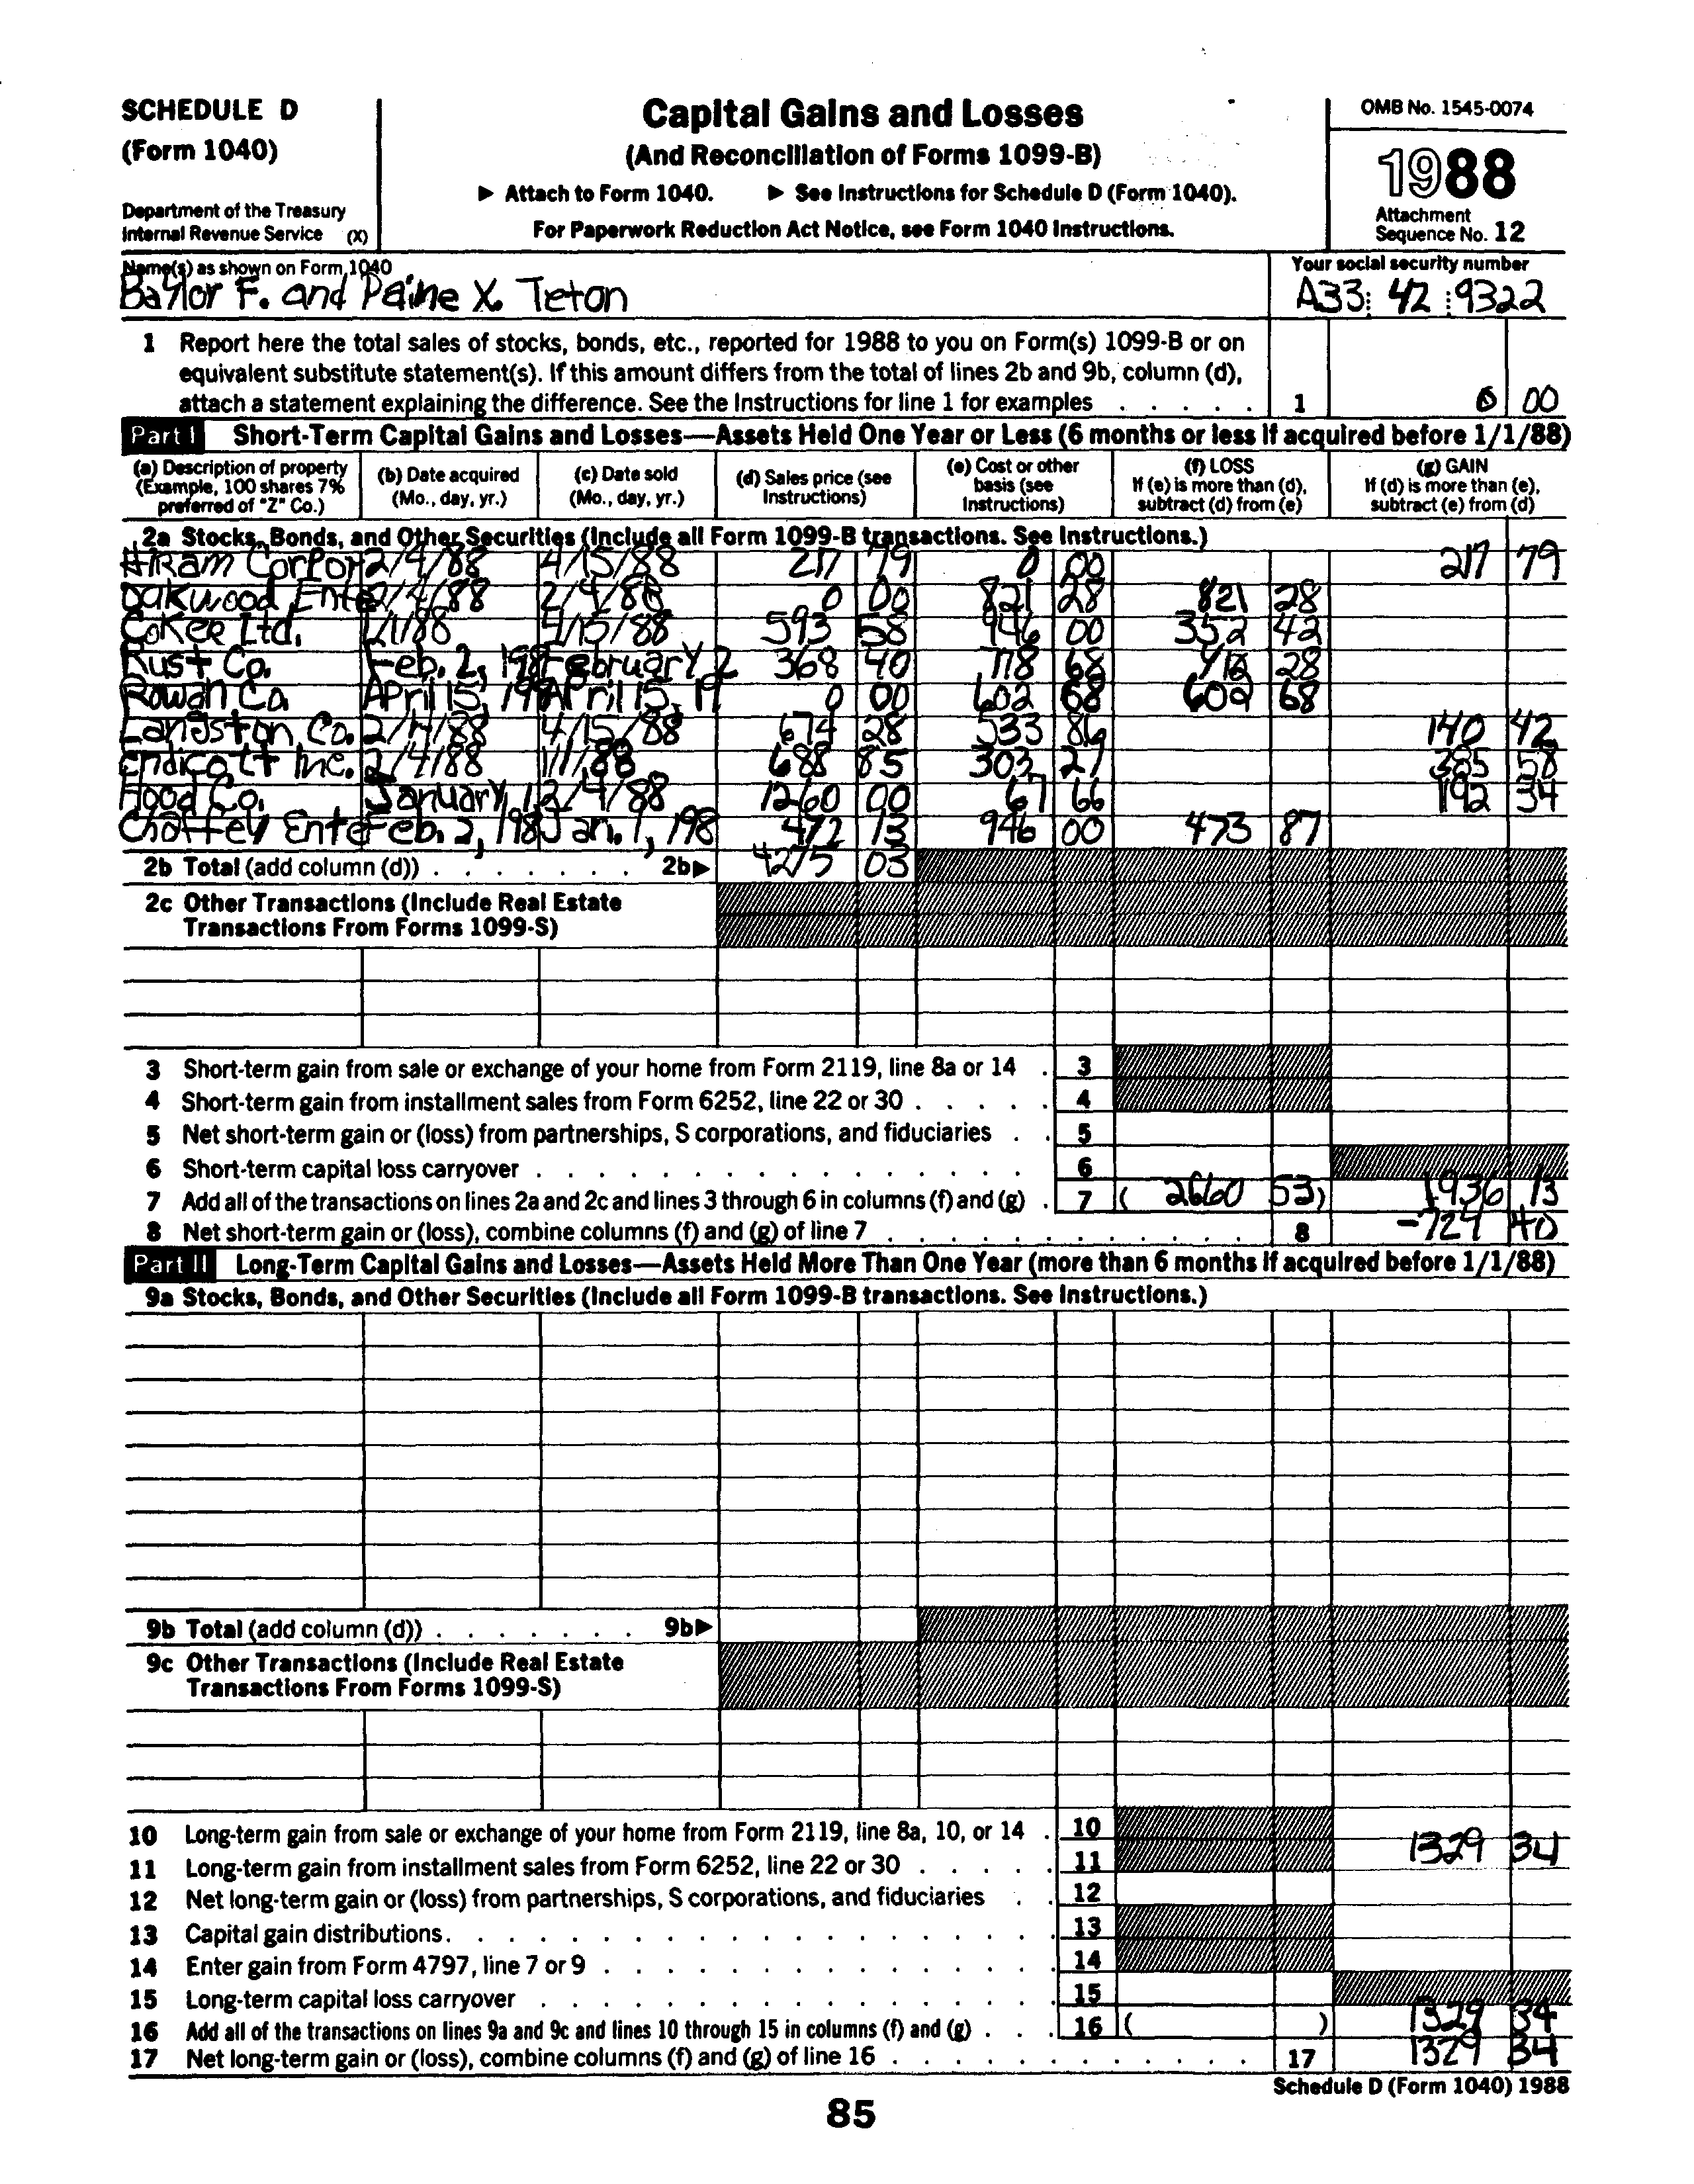 SCHEDULE D
(Form 1040)
Department of the Treasury
Internal Revenue Service (X)
Capital Gains and Losses
(And Reconciliation of Forms 1099-B)
▶ Attach to Form 1040. ▶ See Instructions for Schedule D (Form 1040).
For Paperwork Reduction Act Notice, see Form 1040 Instructions.
OMB No. 1545-0074
1988
Attachment
Sequence No. 12
Name(s) as shown on Form 1040
Baylor F. and Paine X. Teton
Your social security number
A33 : 42 : 9322
1 Report here the total sales of stocks, bonds, etc., reported for 1988 to you on Form(s) 1099-B or on
equivalent substitute statement(s). If this amount differs from the total of lines 2b and 9b, column (d),
attach a statement explaining the difference. See the Instructions for line 1 for examples . . . . . 1 0 00
Part I Short-Term Capital Gains and Losses—Assets Held One Year or Less (6 months or less if acquired before 1/1/88)
(a) Description of property
(Example, 100 shares 7%
preferred of "Z" Co.)
(b) Date acquired
(Mo., day, yr.)
(c) Date sold
(Mo., day, yr.)
(d) Sales price (see
Instructions)
(e) Cost or other
basis (see
Instructions)
(f) LOSS
If (e) is more than (d),
subtract (d) from (e)
(g) GAIN
If (d) is more than (e),
subtract (e) from (d)
2a Stocks, Bonds, and Other Securities (Include all Form 1099-B transactions. See Instructions.)
Hiram Corpor 2/4/88 4/15/88 217 79 0 00 217 79
Oakwood Ente 2/4/88 2/4/88 0 00 821 28 821 28
Coker Ltd. 1/1/88 4/15/88 593 58 946 00 352 42
Rust Co. Feb. 2, 198 February 2 368 40 778 68 28
Rowan Co April 15, 19 April 15, 19 0 00 602 68 602 68
Langston Co. 2/4/88 4/15/88 674 28 533 86 140 42
Endicott Inc. 2/4/88 1/1/88 688 85 303 27 385 58
Hood Co. January 1, 2/4/88 1260 00 67 66 1192 34
Chaffey Ente Feb. 2, 198 Jan. 1, 198 472 13 946 00 473 87
2b Total (add column (d)) . . . . . . . 2b▶ 4275 03
2c Other Transactions (Include Real Estate
Transactions From Forms 1099-S)
3 Short-term gain from sale or exchange of your home from Form 2119, line 8a or 14 . 3
4 Short-term gain from installment sales from Form 6252, line 22 or 30 . . . . . 4
5 Net short-term gain or (loss) from partnerships, S corporations, and fiduciaries . . 5
6 Short-term capital loss carryover . . . . . . . . . . . . . . . . 6
7 Add all of the transactions on lines 2a and 2c and lines 3 through 6 in columns (f) and (g) . 7 ( 2660 53) 1936 13
8 Net short-term gain or (loss), combine columns (f) and (g) of line 7 . . . . . . . . . . . . 8 -724 40
Part II Long-Term Capital Gains and Losses—Assets Held More Than One Year (more than 6 months if acquired before 1/1/88)
9a Stocks, Bonds, and Other Securities (Include all Form 1099-B transactions. See Instructions.)
9b Total (add column (d)) . . . . . . . 9b▶
9c Other Transactions (Include Real Estate
Transactions From Forms 1099-S)
10 Long-term gain from sale or exchange of your home from Form 2119, line 8a, 10, or 14 . 10 1329 34
11 Long-term gain from installment sales from Form 6252, line 22 or 30 . . . . . 11
12 Net long-term gain or (loss) from partnerships, S corporations, and fiduciaries . . 12
13 Capital gain distributions . . . . . . . . . . . . . . . . . . . 13
14 Enter gain from Form 4797, line 7 or 9 . . . . . . . . . . . . . . 14
15 Long-term capital loss carryover . . . . . . . . . . . . . . . . 15
16 Add all of the transactions on lines 9a and 9c and lines 10 through 15 in columns (f) and (g) . . . 16 ( ) 1329 34
17 Net long-term gain or (loss), combine columns (f) and (g) of line 16 . . . . . . . . . . . . 17 1329 34
Schedule D (Form 1040) 1988
85